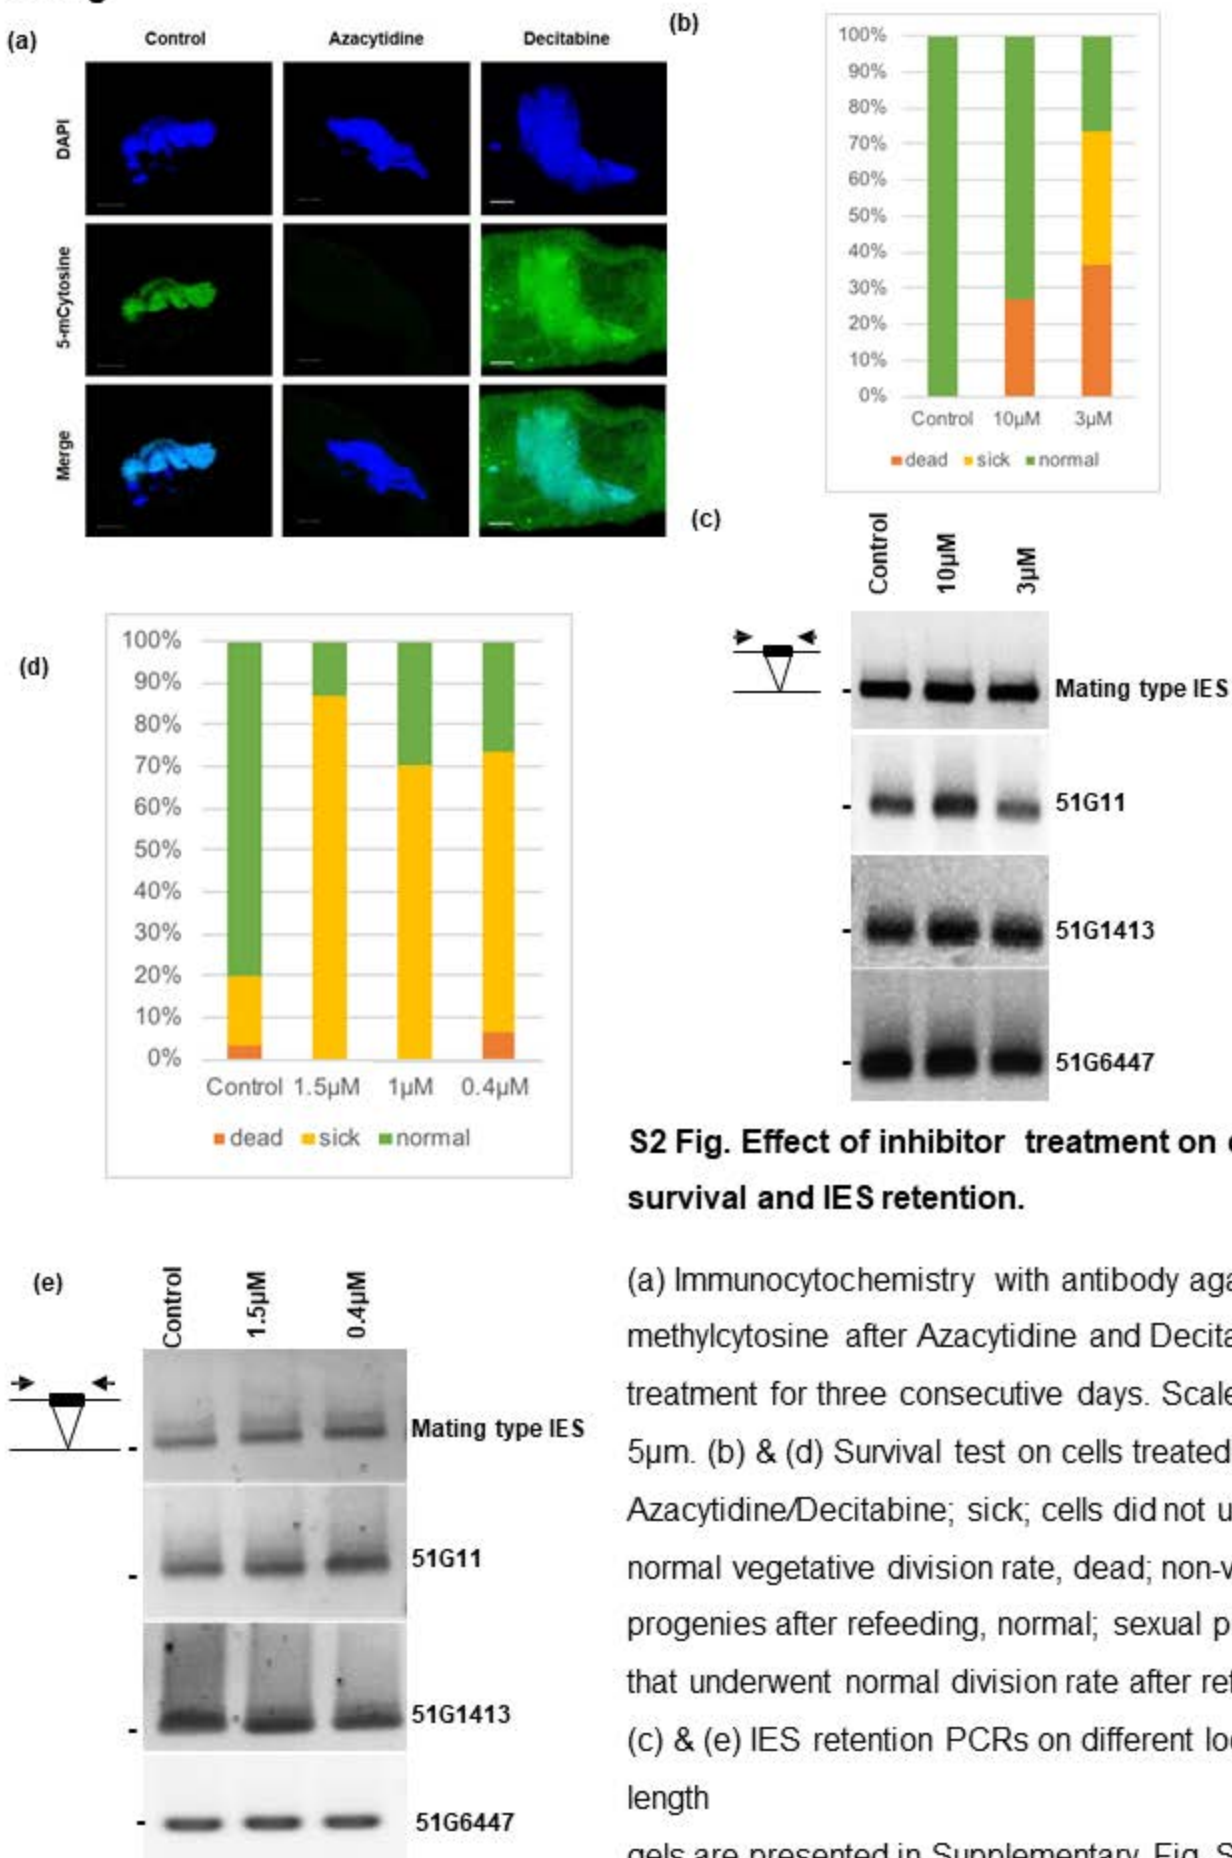 (a)
Control
Azacytidine
Decitabine
DAPI
5-mCytosine
Merge
(b)
100%
90%
80%
70%
60%
50%
40%
30%
20%
10%
0%
Control 10µM 3µM
dead sick normal
(c)
Control
10µM
3µM
Mating type IES
51G11
51G1413
51G6447
(d)
100%
90%
80%
70%
60%
50%
40%
30%
20%
10%
0%
Control 1.5µM 1µM 0.4µM
dead sick normal
(e)
Control
1.5µM
0.4µM
Mating type IES
51G11
51G1413
51G6447
S2 Fig. Effect of inhibitor treatment on
survival and IES retention.
(a) Immunocytochemistry with antibody
methylcytosine after Azacytidine and
treatment for three consecutive days. Scale
5µm. (b) & (d) Survival test on cells treated
Azacytidine/Decitabine; sick; cells did not
normal vegetative division rate, dead;
progenies after refeeding, normal; sexual
that underwent normal division rate after
(c) & (e) IES retention PCRs on different
length
gels are presented in Supplementary Fig.